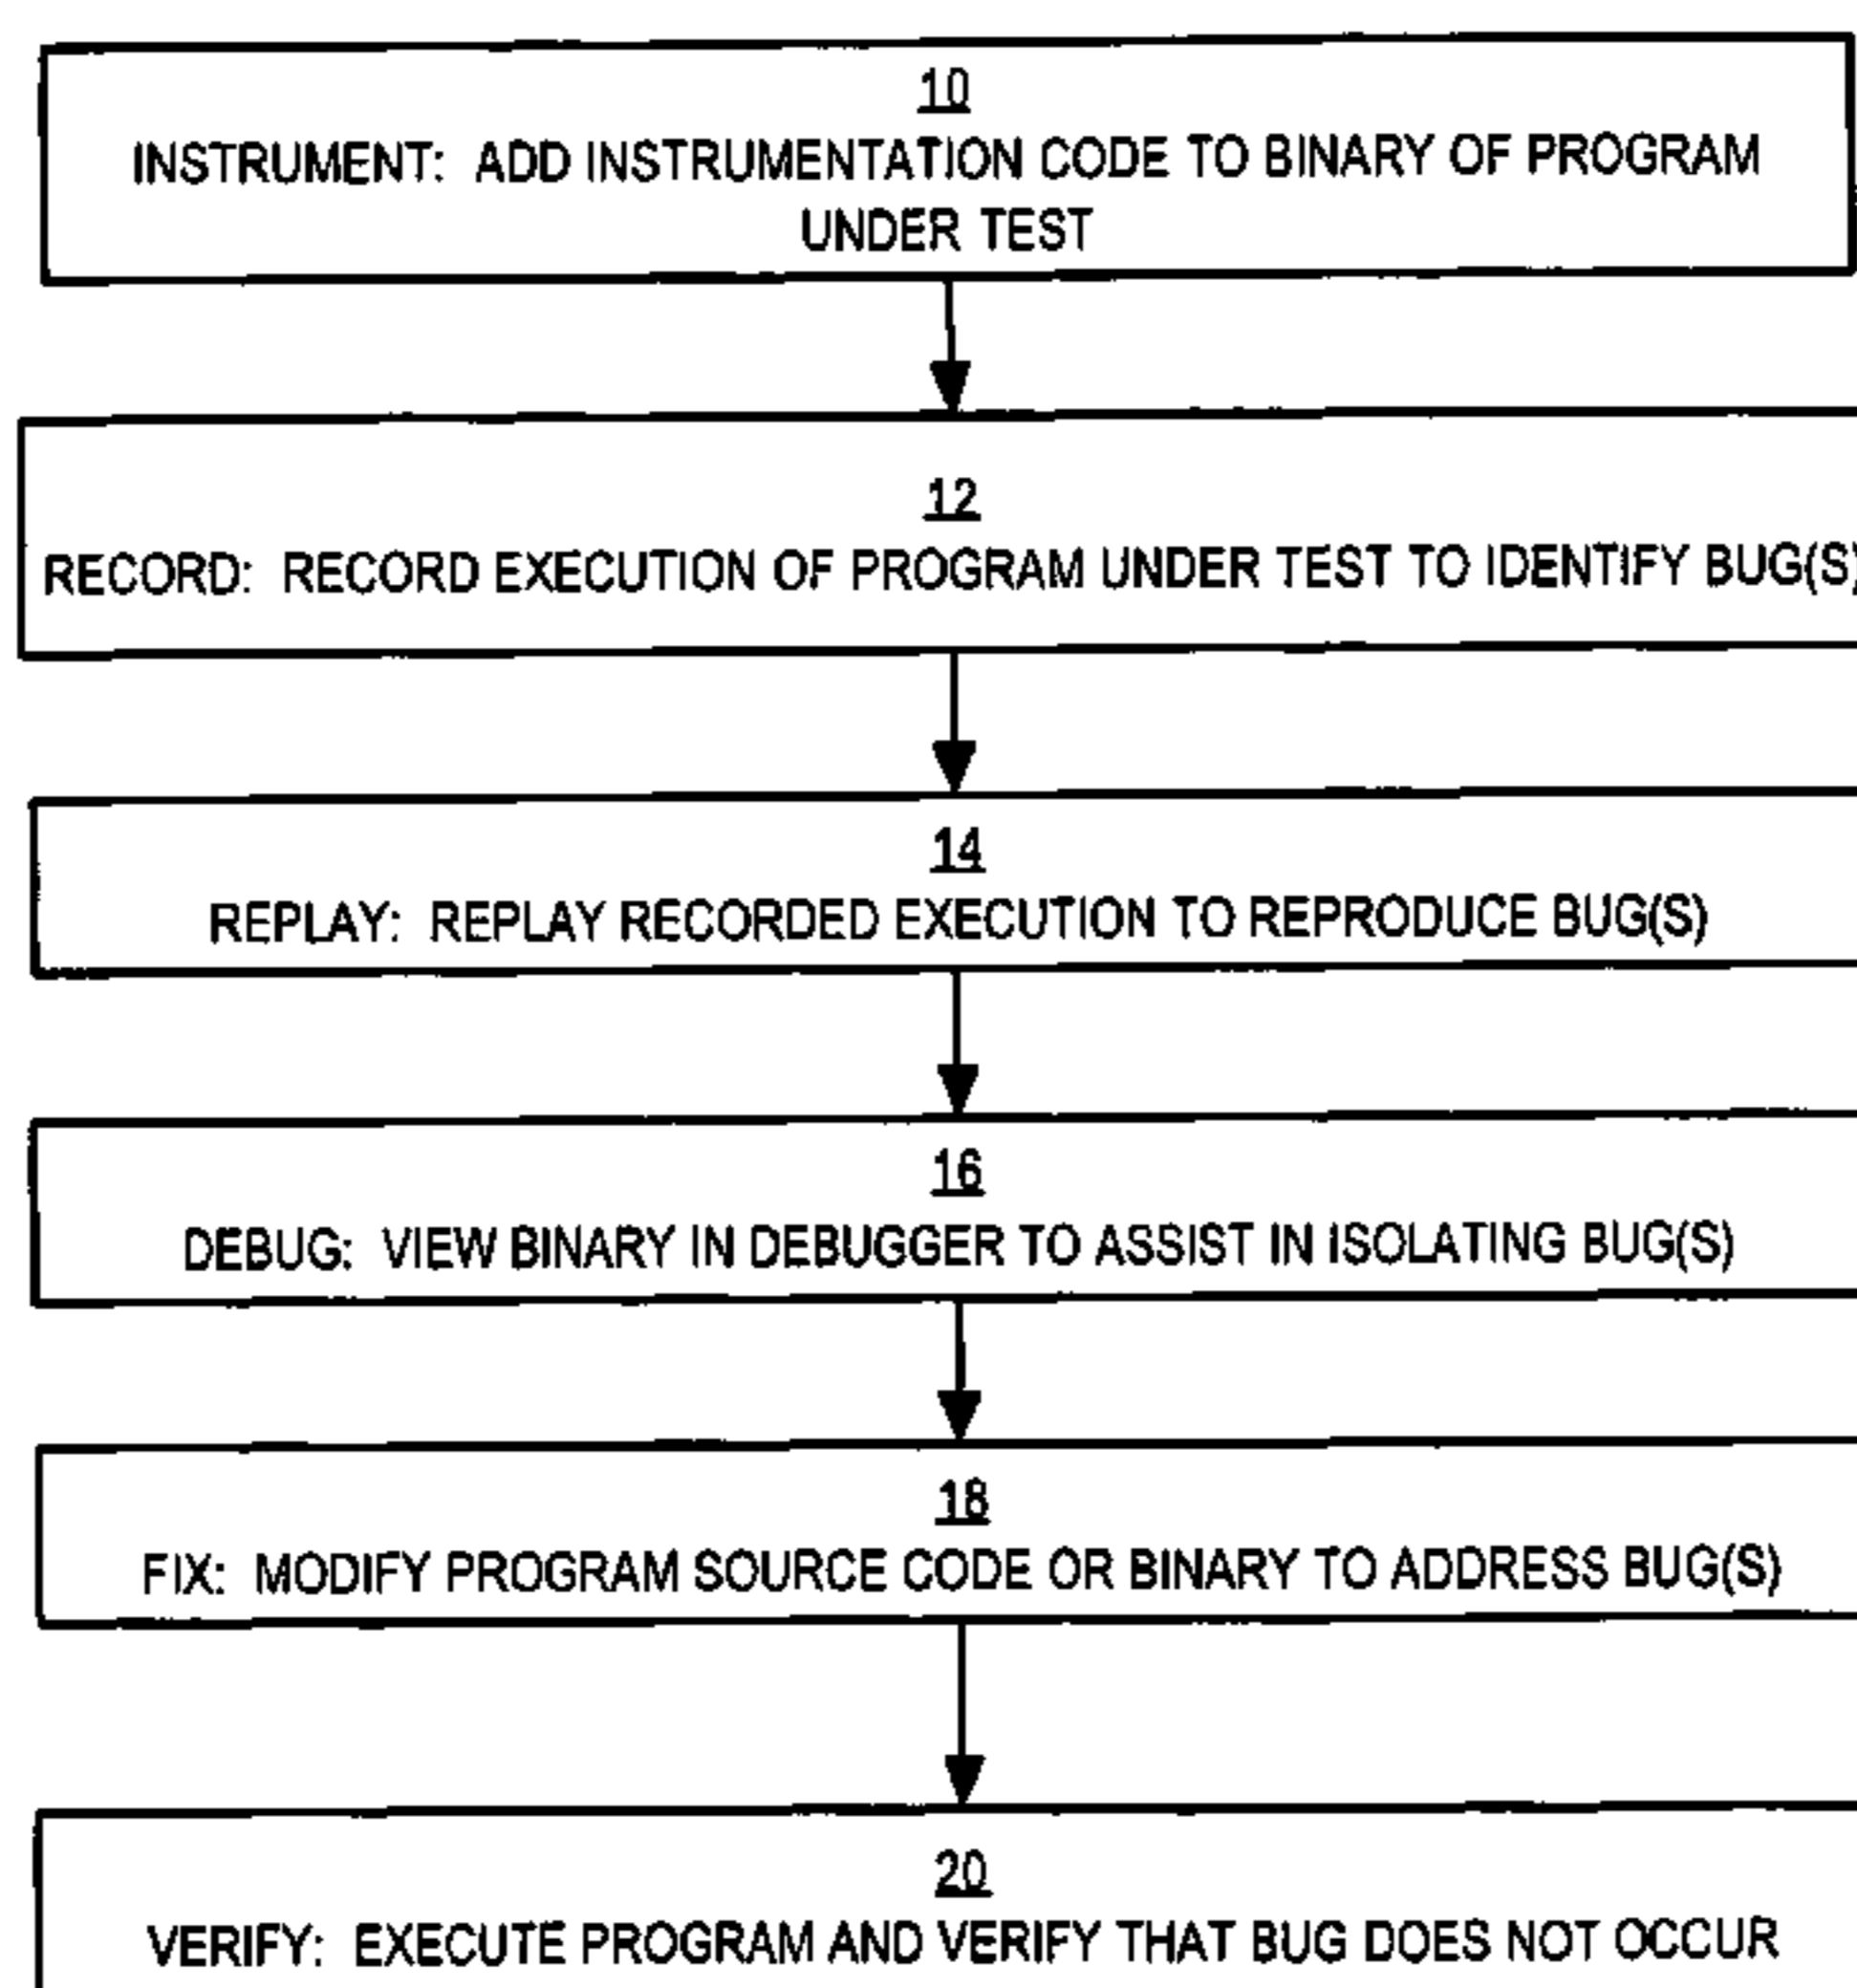 10
INSTRUMENT: ADD INSTRUMENTATION CODE TO BINARY OF PROGRAM
UNDER TEST
12
RECORD: RECORD EXECUTION OF PROGRAM UNDER TEST TO IDENTIFY BUG(S)
14
REPLAY: REPLAY RECORDED EXECUTION TO REPRODUCE BUG(S)
16
DEBUG: VIEW BINARY IN DEBUGGER TO ASSIST IN ISOLATING BUG(S)
18
FIX: MODIFY PROGRAM SOURCE CODE OR BINARY TO ADDRESS BUG(S)
20
VERIFY: EXECUTE PROGRAM AND VERIFY THAT BUG DOES NOT OCCUR